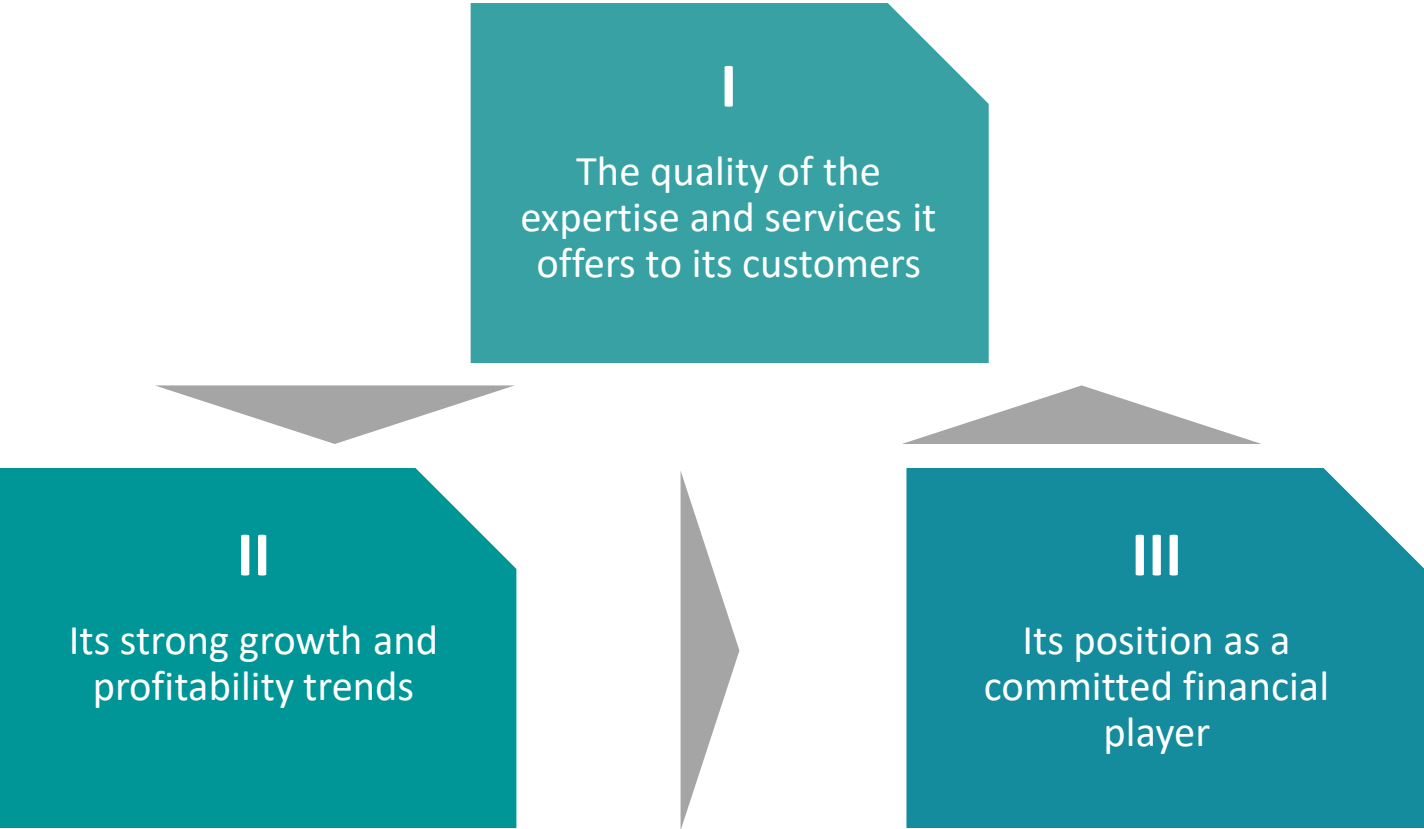 I
The quality of the
expertise and services it
offers to its customers
II
Its strong growth and
profitability trends
III
Its position as a
committed financial
player